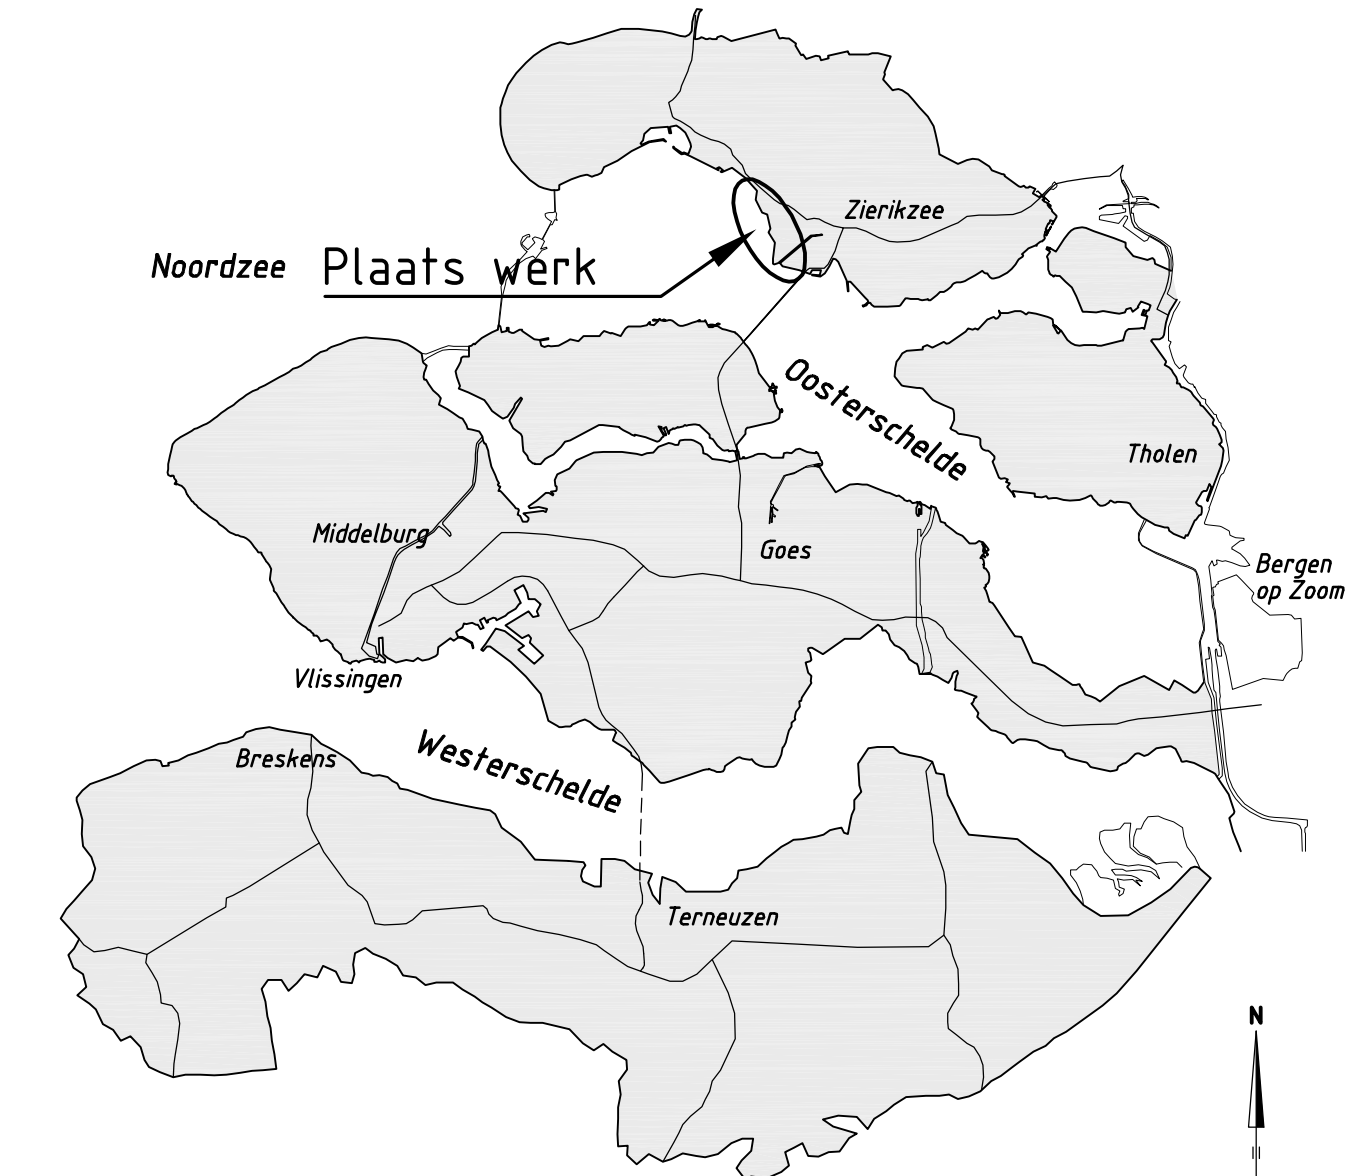 Zierikzee
Noordzee
Plaats werk
Oosterschelde
Tholen
Middelburg
Goes
Bergen
op Zoom
Vlissingen
Westerschelde
Breskens
Terneuzen
N